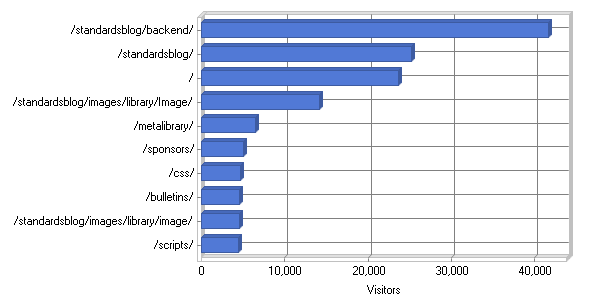 /standardsblog/backend/
/standardsblog/
/
/standardsblog/images/library/Image/
/metalibrary/
/sponsors/
/css/
/bulletins/
/standardsblog/images/library/image/
/scripts/
0 10,000 20,000 30,000 40,000
Visitors